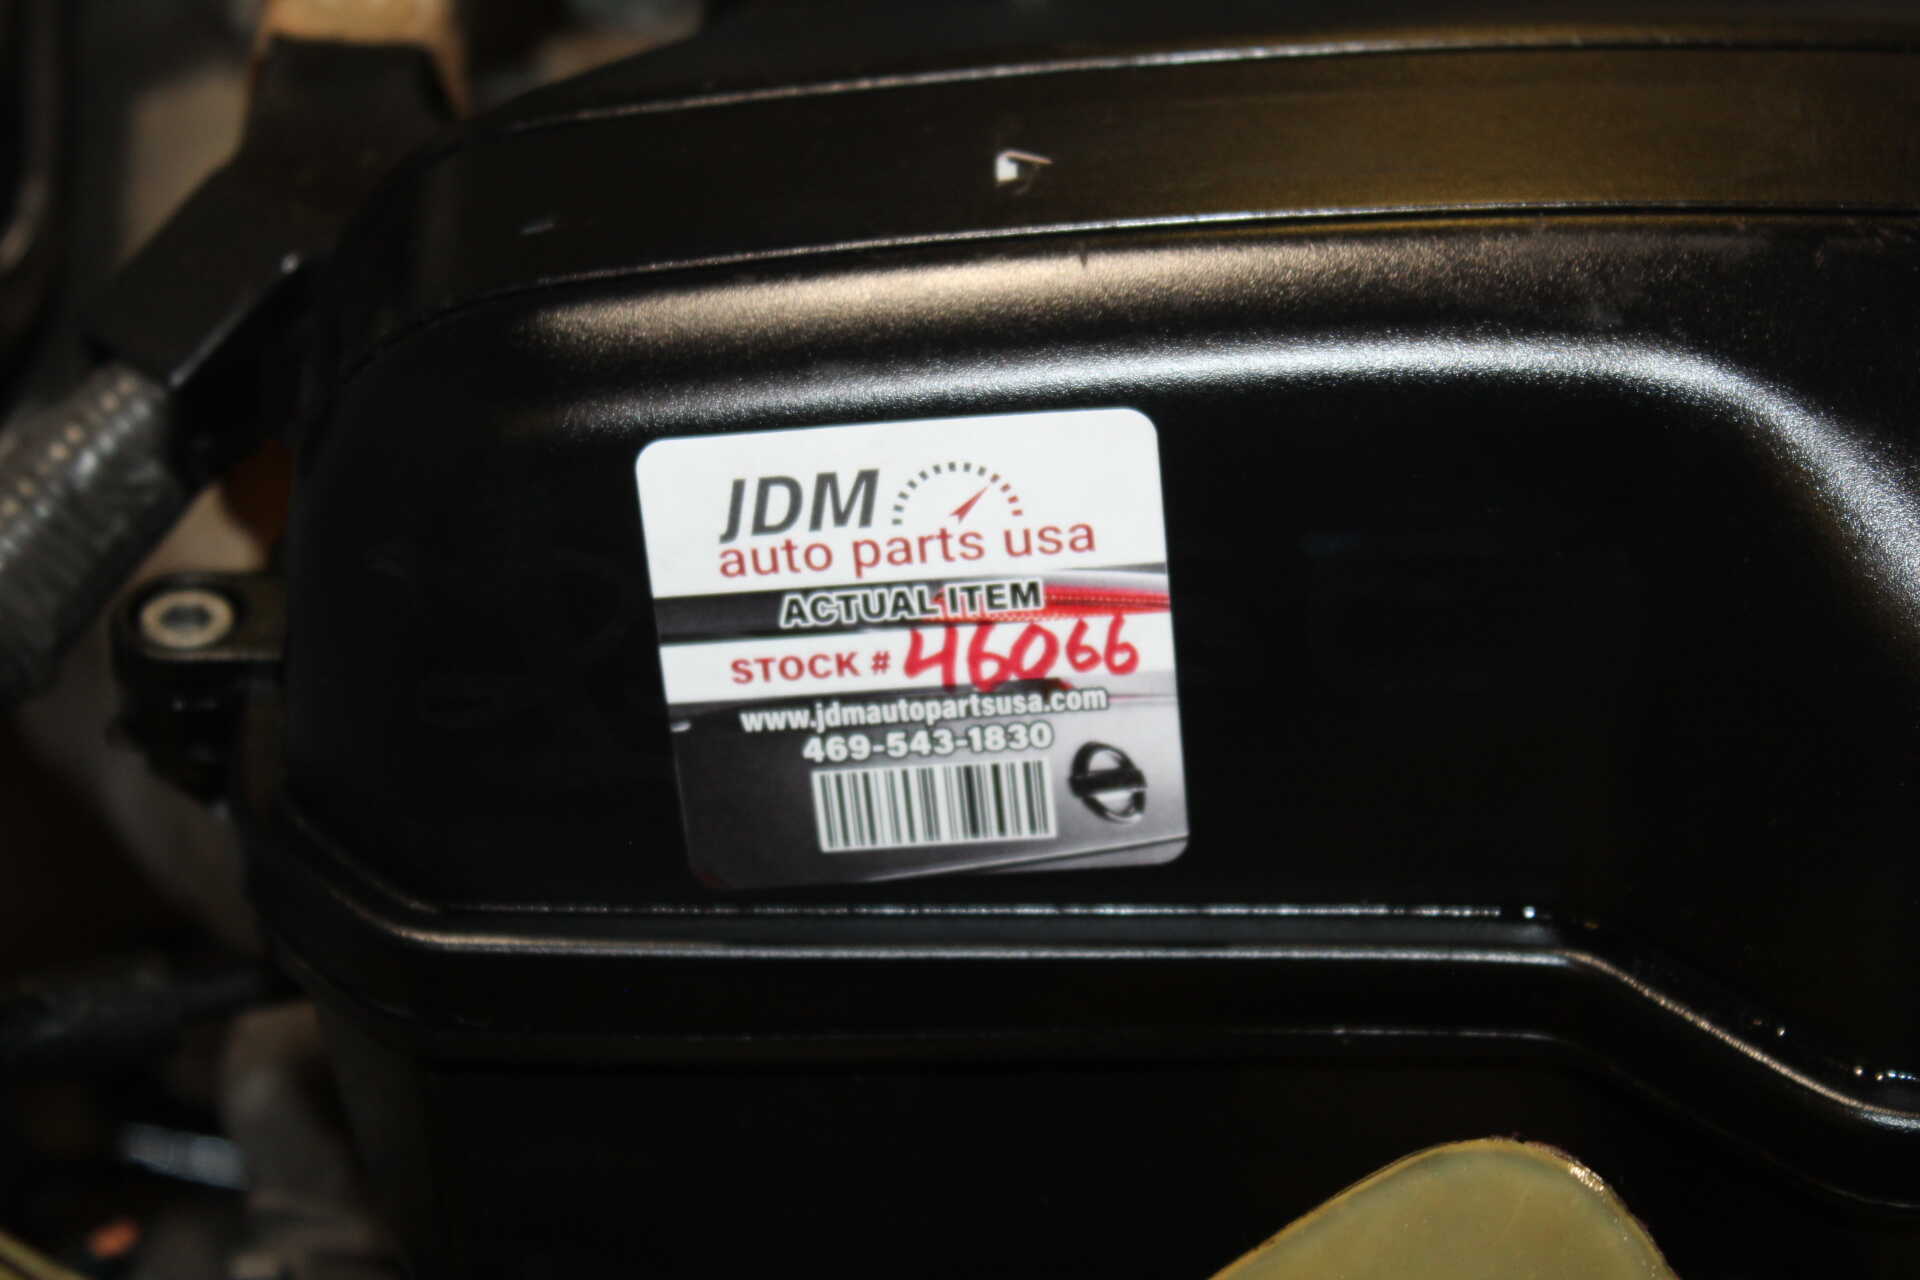 JDM
auto parts usa
ACTUAL ITEM
STOCK # 46066
www.jdmautopartsusa.com
469-543-1830